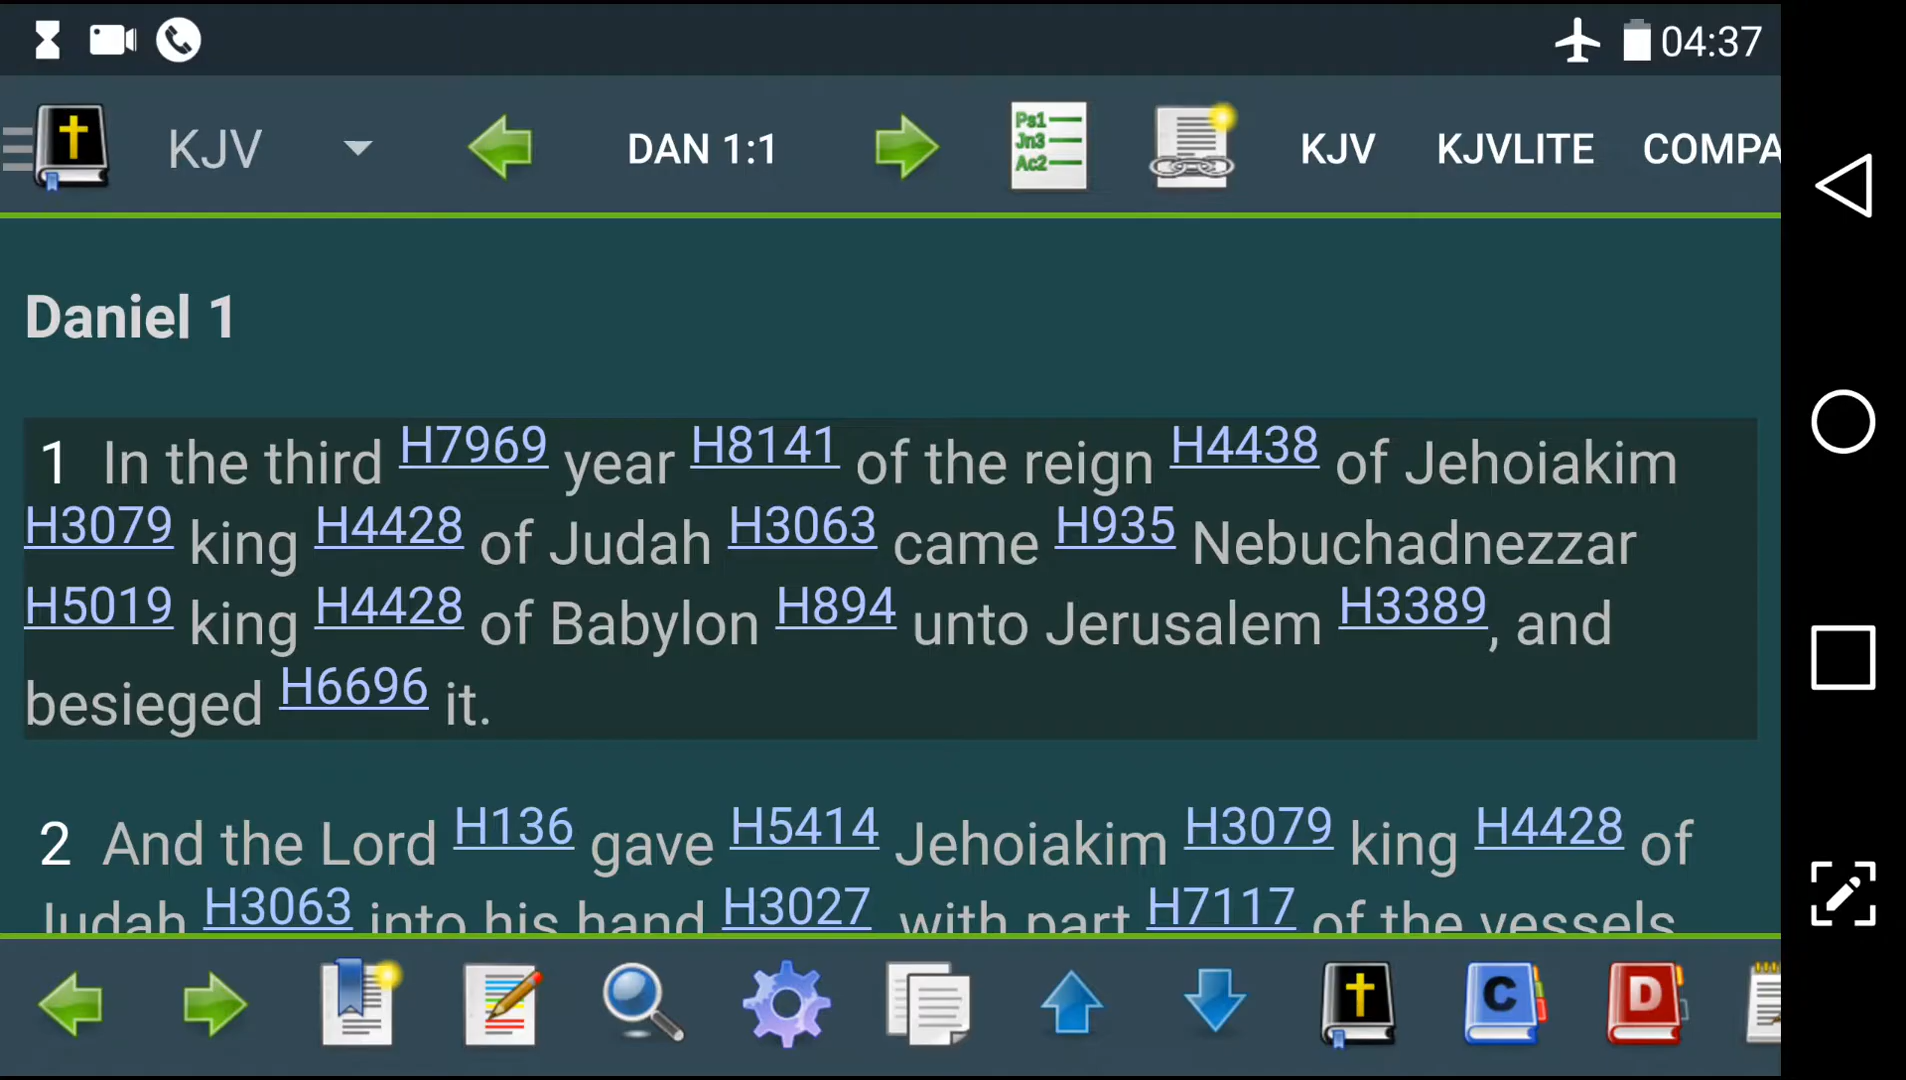 04:37
KJV DAN 1:1 Ps1 Jn3 Ac2 KJV KJVLITE COMPA
Daniel 1
1 In the third H7969 year H8141 of the reign H4438 of Jehoiakim
H3079 king H4428 of Judah H3063 came H935 Nebuchadnezzar
H5019 king H4428 of Babylon H894 unto Jerusalem H3389, and
besieged H6696 it.
2 And the Lord H136 gave H5414 Jehoiakim H3079 king H4428 of
Judah H3063 into his hand H3027 with part H7117 of the vessels
C D